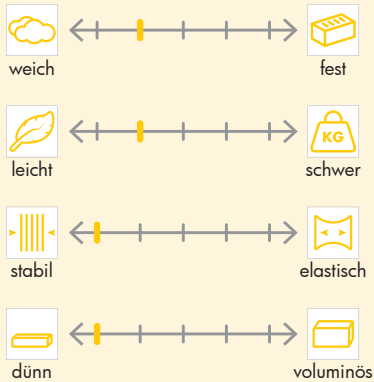 weich fest
KG
leicht schwer
stabil elastisch
dünn voluminös